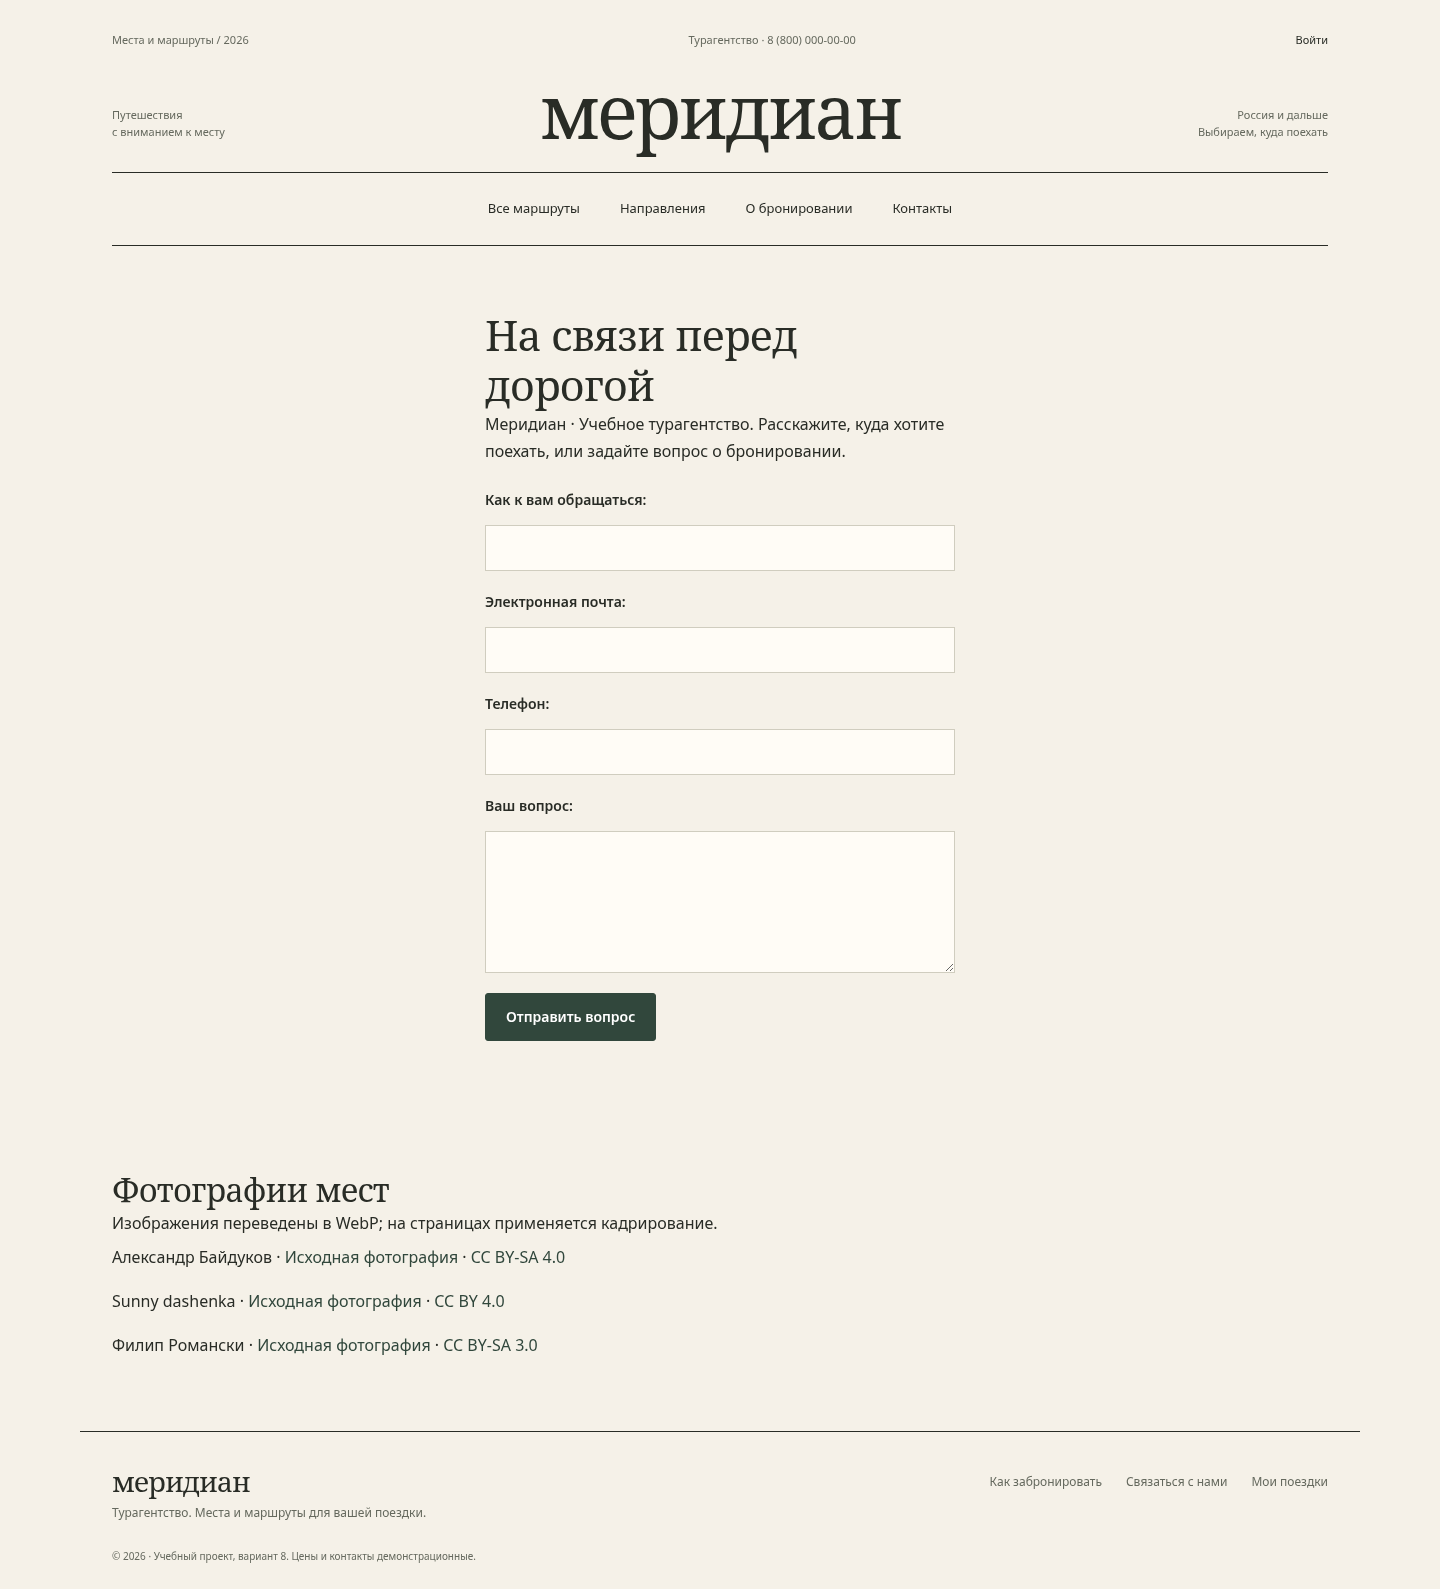 Места и маршруты / 2026
Турагентство · 8 (800) 000-00-00
Войти
Путешествия
с вниманием к месту
меридиан
Россия и дальше
Выбираем, куда поехать
Все маршруты
Направления
О бронировании
Контакты
На связи перед
дорогой
Меридиан · Учебное турагентство. Расскажите, куда хотите
поехать, или задайте вопрос о бронировании.
Как к вам обращаться:
Электронная почта:
Телефон:
Ваш вопрос:
Отправить вопрос
Фотографии мест
Изображения переведены в WebP; на страницах применяется кадрирование.
Александр Байдуков · Исходная фотография · CC BY-SA 4.0
Sunny dashenka · Исходная фотография · CC BY 4.0
Филип Романски · Исходная фотография · CC BY-SA 3.0
меридиан
Турагентство. Места и маршруты для вашей поездки.
Как забронировать
Связаться с нами
Мои поездки
© 2026 · Учебный проект, вариант 8. Цены и контакты демонстрационные.